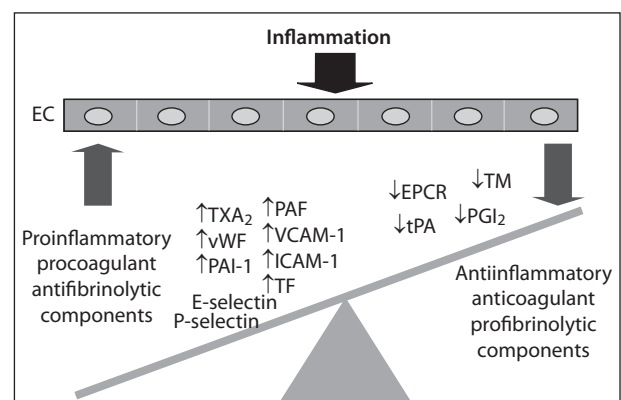 Inflammation
EC
↑TXA₂
↑vWF
↑PAI-1
↑PAF
↑VCAM-1
↑ICAM-1
↑TF
E-selectin
P-selectin
↓EPCR
↓tPA
↓TM
↓PGI₂
Proinflammatory
procoagulant
antifibrinolytic
components
Antiinflammatory
anticoagulant
profibrinolytic
components